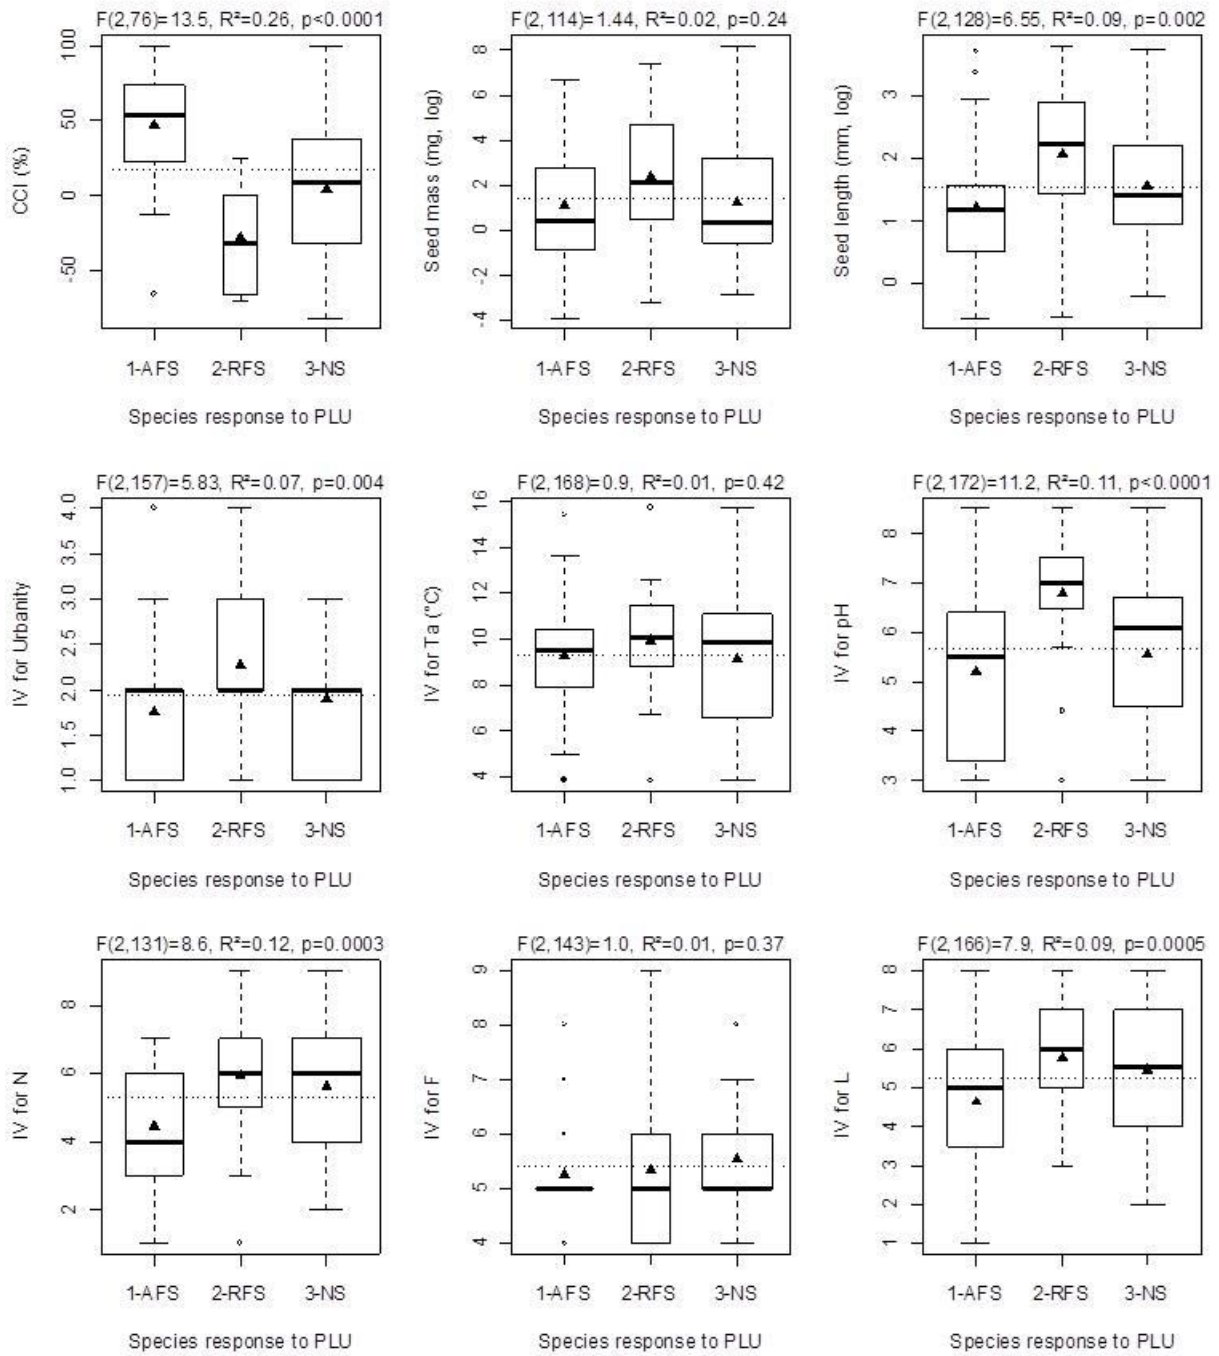 F(2,76)=13.5, R²=0.26, p<0.0001
CCI (%)
100
50
0
-50
1-AFS 2-RFS 3-NS
Species response to PLU
F(2,114)=1.44, R²=0.02, p=0.24
Seed mass (mg, log)
8
6
4
2
0
-2
-4
1-AFS 2-RFS 3-NS
Species response to PLU
F(2,128)=6.55, R²=0.09, p=0.002
Seed length (mm, log)
3
2
1
0
1-AFS 2-RFS 3-NS
Species response to PLU
F(2,157)=5.83, R²=0.07, p=0.004
IV for Urbanity
4.0
3.5
3.0
2.5
2.0
1.5
1.0
1-AFS 2-RFS 3-NS
Species response to PLU
F(2,168)=0.9, R²=0.01, p=0.42
IV for Ta (°C)
16
14
12
10
8
6
4
1-AFS 2-RFS 3-NS
Species response to PLU
F(2,172)=11.2, R²=0.11, p<0.0001
IV for pH
8
7
6
5
4
3
1-AFS 2-RFS 3-NS
Species response to PLU
F(2,131)=8.6, R²=0.12, p=0.0003
IV for N
8
6
4
2
1-AFS 2-RFS 3-NS
Species response to PLU
F(2,143)=1.0, R²=0.01, p=0.37
IV for F
9
8
7
6
5
4
1-AFS 2-RFS 3-NS
Species response to PLU
F(2,166)=7.9, R²=0.09, p=0.0005
IV for L
8
7
6
5
4
3
2
1
1-AFS 2-RFS 3-NS
Species response to PLU